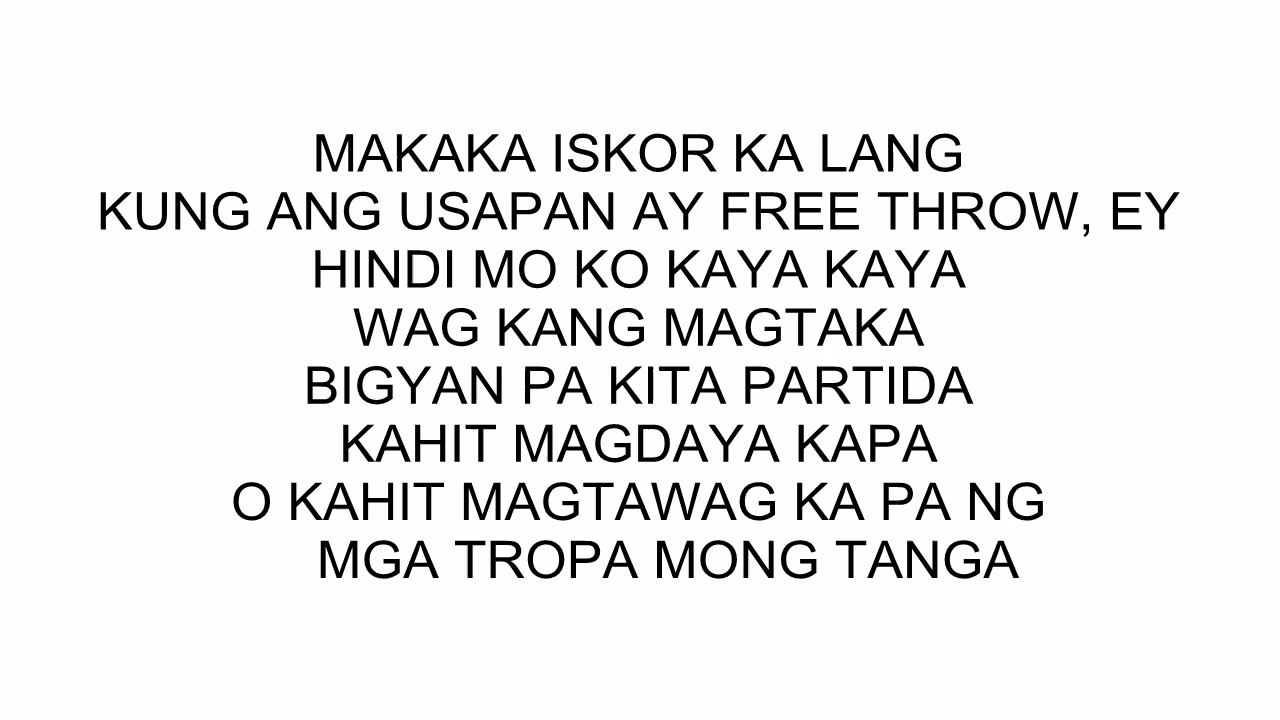 MAKAKA ISKOR KA LANG
KUNG ANG USAPAN AY FREE THROW, EY
HINDI MO KO KAYA KAYA
WAG KANG MAGTAKA
BIGYAN PA KITA PARTIDA
KAHIT MAGDAYA KAPA
O KAHIT MAGTAWAG KA PA NG
MGA TROPA MONG TANGA